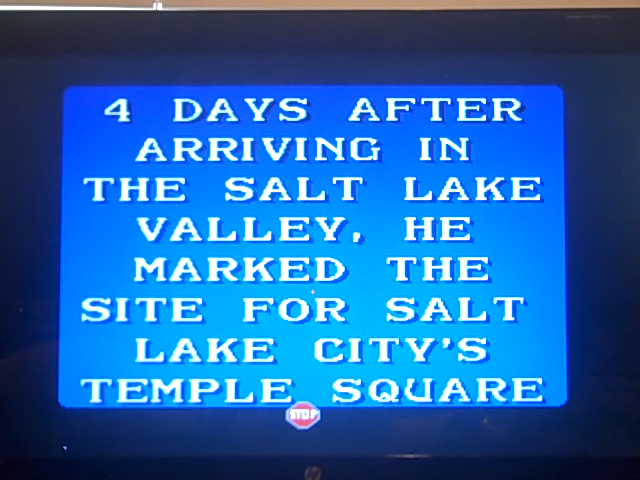 4 DAYS AFTER
ARRIVING IN
THE SALT LAKE
VALLEY, HE
MARKED THE
SITE FOR SALT
LAKE CITY'S
TEMPLE SQUARE
STOP